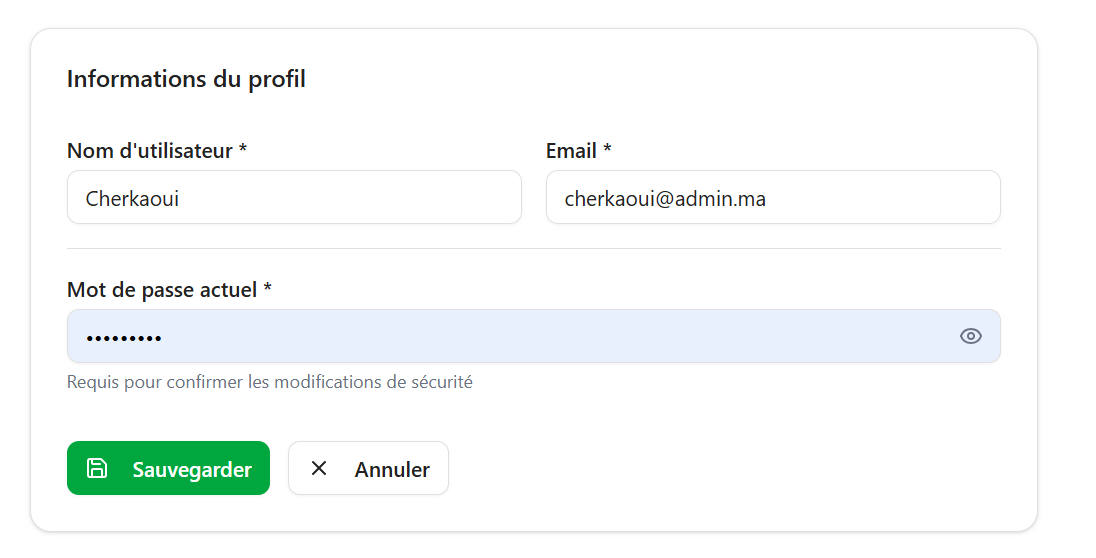 Informations du profil
Nom d'utilisateur * Email *
Cherkaoui cherkaoui@admin.ma
Mot de passe actuel *
•••••••••
Requis pour confirmer les modifications de sécurité
Sauvegarder Annuler